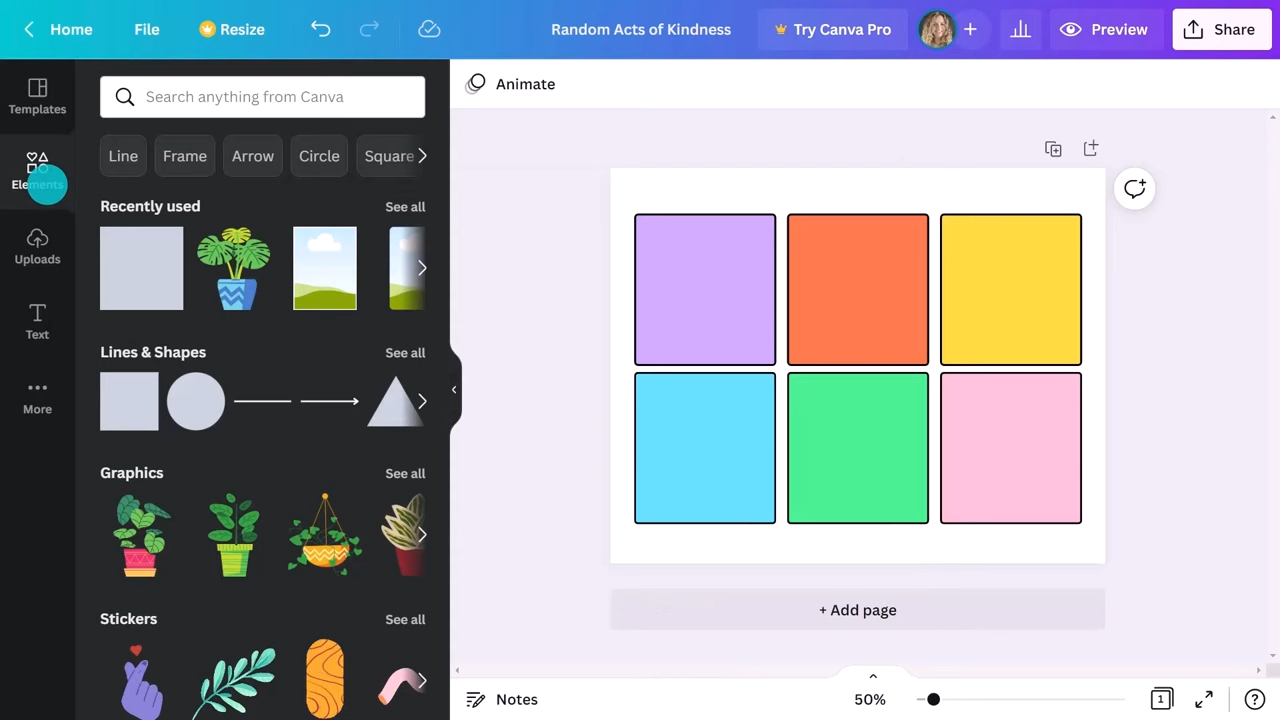 Home File Resize Random Acts of Kindness Try Canva Pro + Preview Share
Templates
Elements
Uploads
Text
More
Search anything from Canva
Line Frame Arrow Circle Square
Recently used See all
Lines & Shapes See all
Graphics See all
Stickers See all
Animate
+ Add page
Notes 50% 1 ?